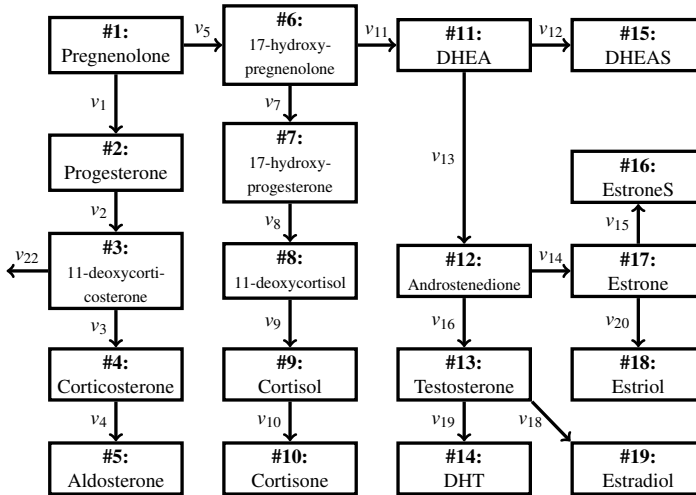 #1:
Pregnenolone
v5
#6:
17-hydroxy-
pregnenolone
v11
#11:
DHEA
v12
#15:
DHEAS
v1
v7
v13
#2:
Progesterone
#7:
17-hydroxy-
progesterone
#16:
EstroneS
v2
v8
v15
#3:
11-deoxycorti-
costerone
v22
#8:
11-deoxycortisol
#12:
Androstenedione
v14
#17:
Estrone
v3
v9
v16
v20
#4:
Corticosterone
#9:
Cortisol
#13:
Testosterone
#18:
Estriol
v4
v10
v19
v18
#5:
Aldosterone
#10:
Cortisone
#14:
DHT
#19:
Estradiol